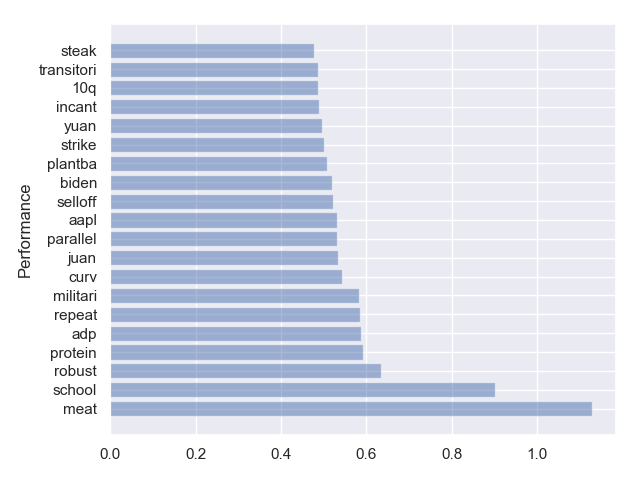 steak
transitori
10q
incant
yuan
strike
plantba
biden
selloff
aapl
parallel
juan
curv
militari
repeat
adp
protein
robust
school
meat
Performance
0.0 0.2 0.4 0.6 0.8 1.0